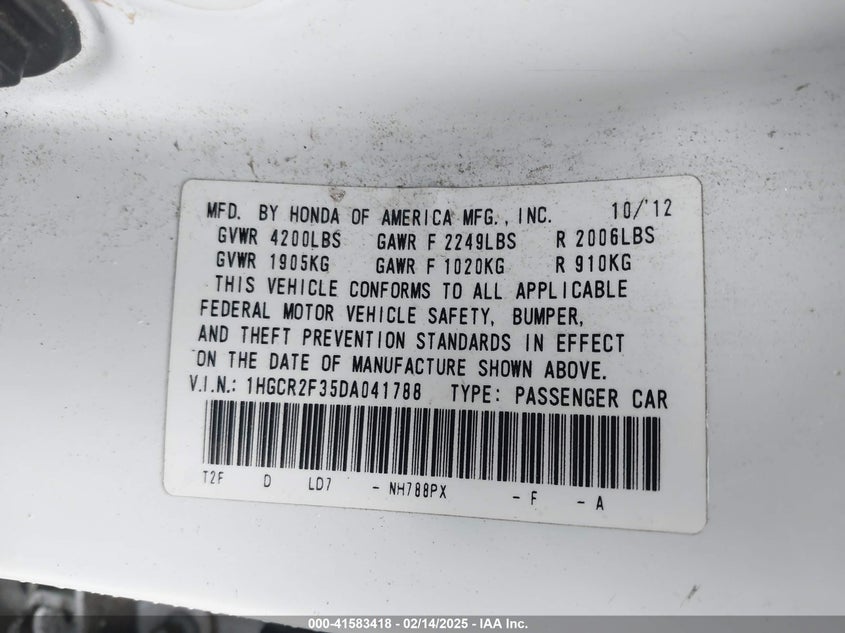 MFD. BY HONDA OF AMERICA MFG., INC. 10/'12
GVWR 4200LBS GAWR F 2249LBS R 2006LBS
GVWR 1905KG GAWR F 1020KG R 910KG
THIS VEHICLE CONFORMS TO ALL APPLICABLE
FEDERAL MOTOR VEHICLE SAFETY, BUMPER,
AND THEFT PREVENTION STANDARDS IN EFFECT
ON THE DATE OF MANUFACTURE SHOWN ABOVE.
V.I.N.: 1HGCR2F35DA041788 TYPE: PASSENGER CAR
T2F D LD7 - NH788PX - F - A
000-41583418 - 02/14/2025 - IAA Inc.